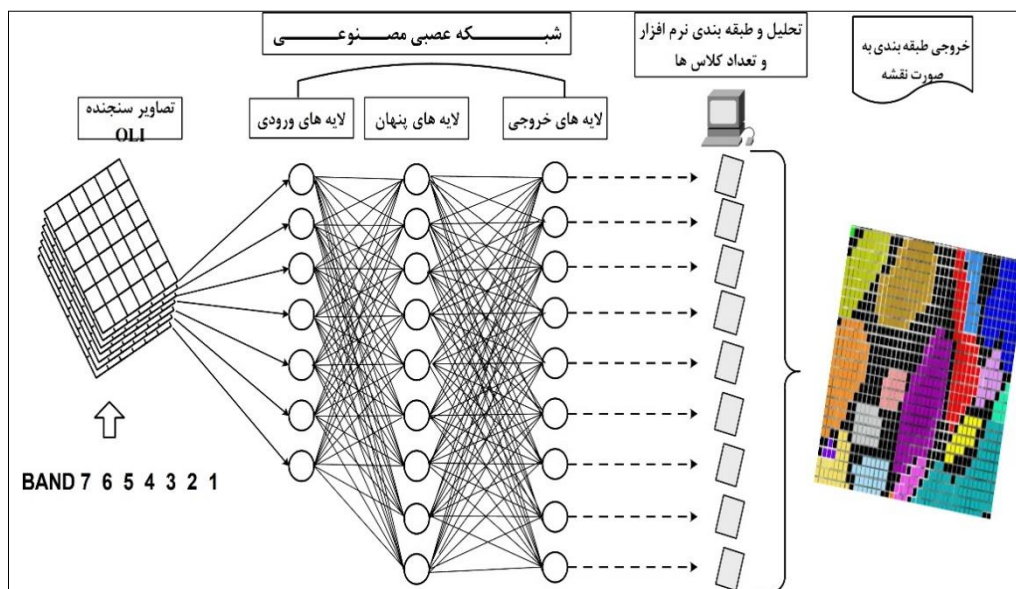 شبـــــــــکه عصبی مصـــنوعـــــــی
تحلیل و طبقه بندی نرم افزار
و تعداد کلاس ها
خروجی طبقه بندی به
صورت نقشه
تصاویر سنجنده
OLI
لایه های ورودی
لایه های پنهان
لایه های خروجی
BAND 7 6 5 4 3 2 1